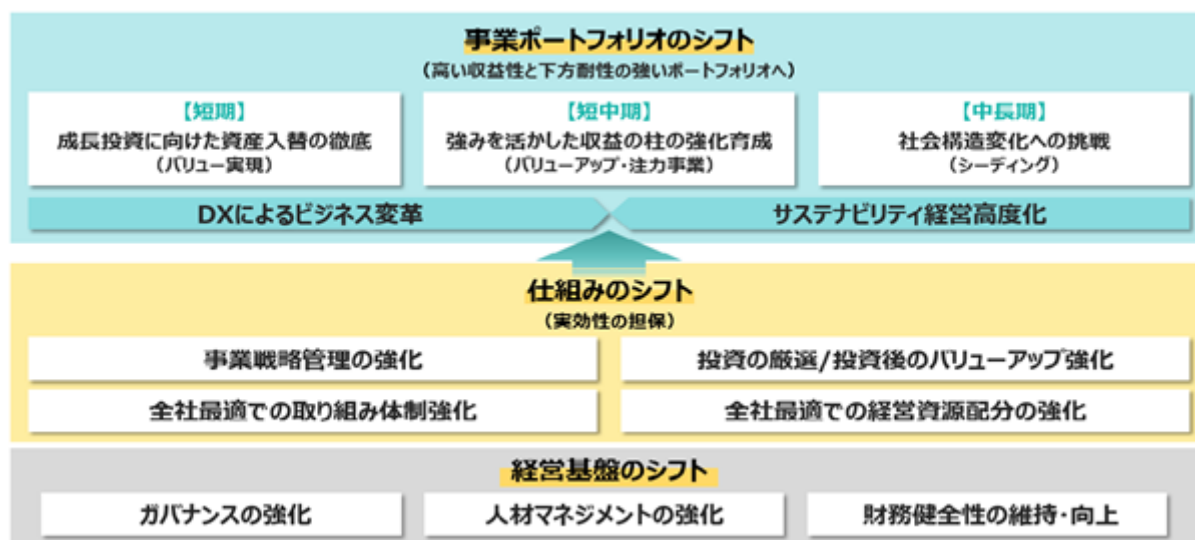 事業ポートフォリオのシフト
(高い収益性と下方耐性の強いポートフォリオへ)
【短期】
成長投資に向けた資産入替の徹底
(バリュー実現)
【短中期】
強みを活かした収益の柱の強化育成
(バリューアップ・注力事業)
【中長期】
社会構造変化への挑戦
(シーディング)
DXによるビジネス変革
サステナビリティ経営高度化
仕組みのシフト
(実効性の担保)
事業戦略管理の強化
投資の厳選/投資後のバリューアップ強化
全社最適での取り組み体制強化
全社最適での経営資源配分の強化
経営基盤のシフト
ガバナンスの強化
人材マネジメントの強化
財務健全性の維持・向上